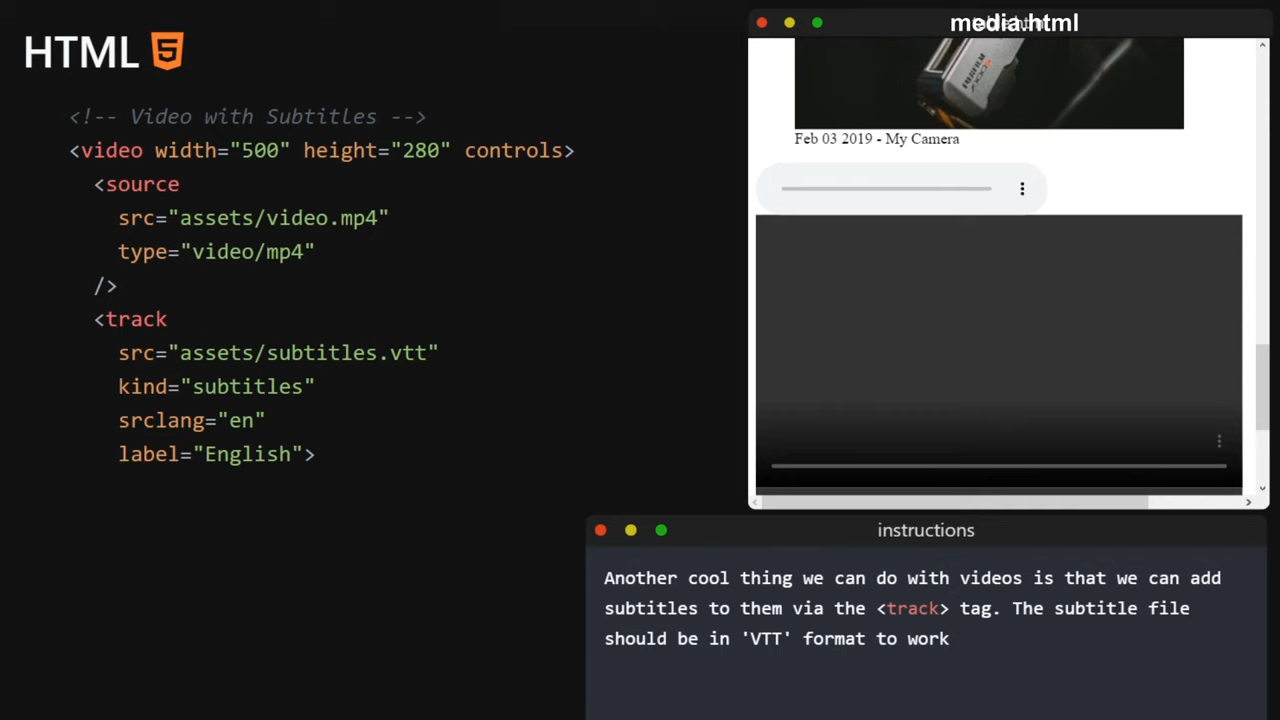 HTML 5
<!-- Video with Subtitles -->
<video width="500" height="280" controls>
<source
src="assets/video.mp4"
type="video/mp4"
/>
<track
src="assets/subtitles.vtt"
kind="subtitles"
srclang="en"
label="English">
media.html
FUJIFILM
Feb 03 2019 - My Camera
instructions
Another cool thing we can do with videos is that we can add
subtitles to them via the <track> tag. The subtitle file
should be in 'VTT' format to work